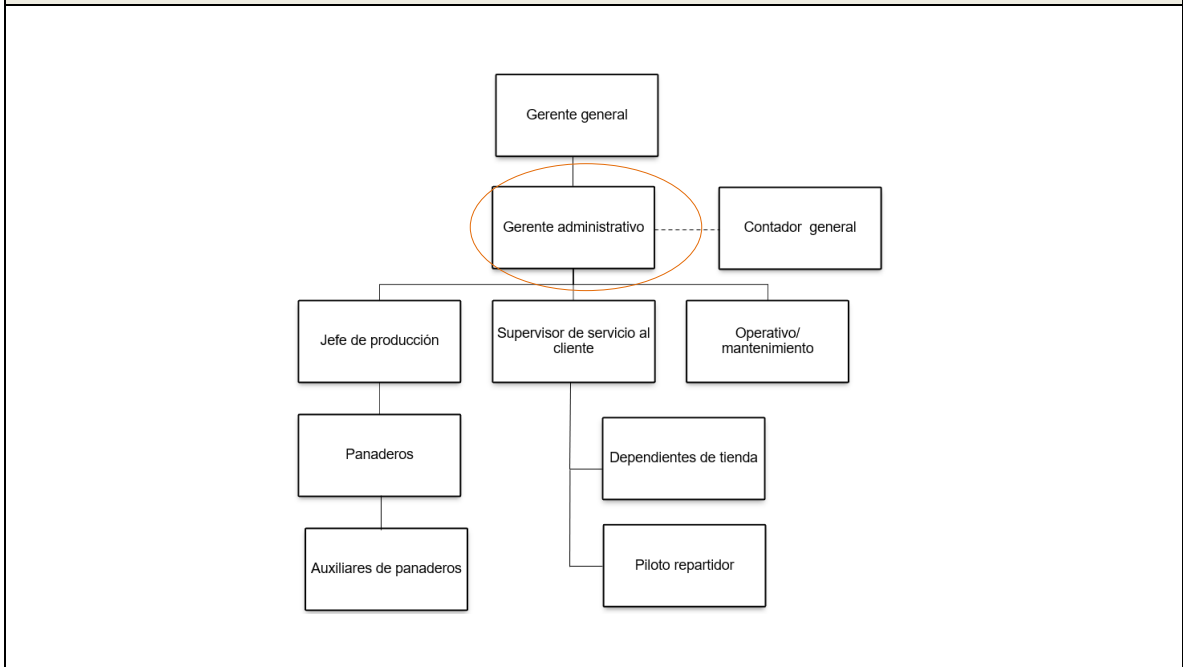 Gerente general
Gerente administrativo
Contador general
Jefe de producción
Supervisor de servicio al
cliente
Operativo/
mantenimiento
Panaderos
Dependientes de tienda
Auxiliares de panaderos
Piloto repartidor